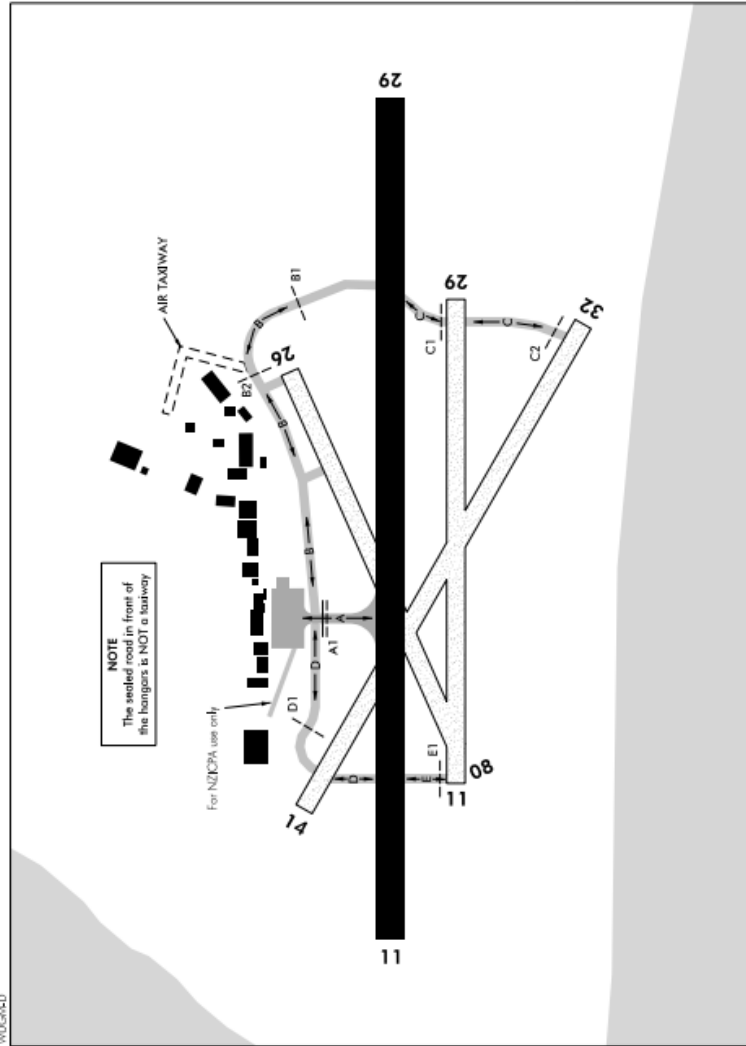 29
AIR TAXIWAY
B1
B
29
C
C1
C
32
C2
26
B2
B
B
NOTE
The sealed road in front of
the hangars is NOT a taxiway
A
A1
D
D1
For NZICPA use only
E1
08
D
E
11
14
11